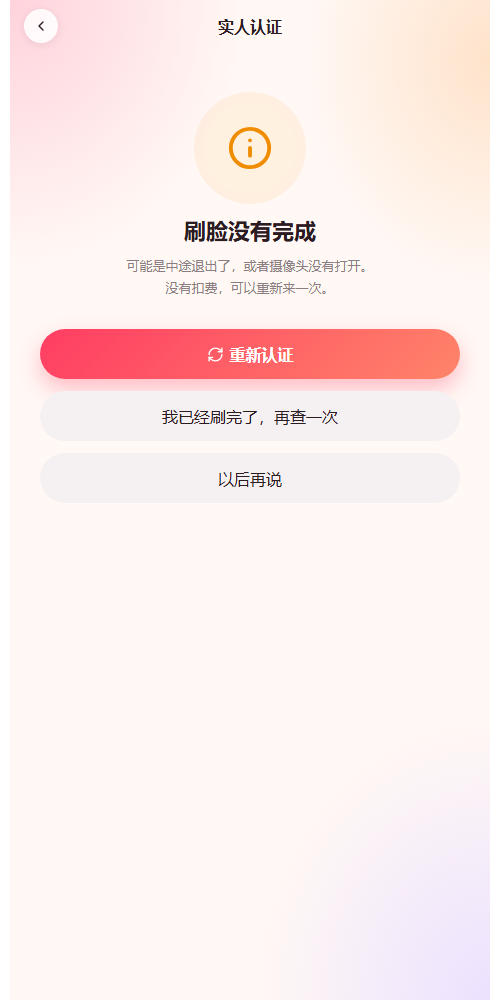 实人认证
刷脸没有完成
可能是中途退出了，或者摄像头没有打开。
没有扣费，可以重新来一次。
重新认证
我已经刷完了，再查一次
以后再说